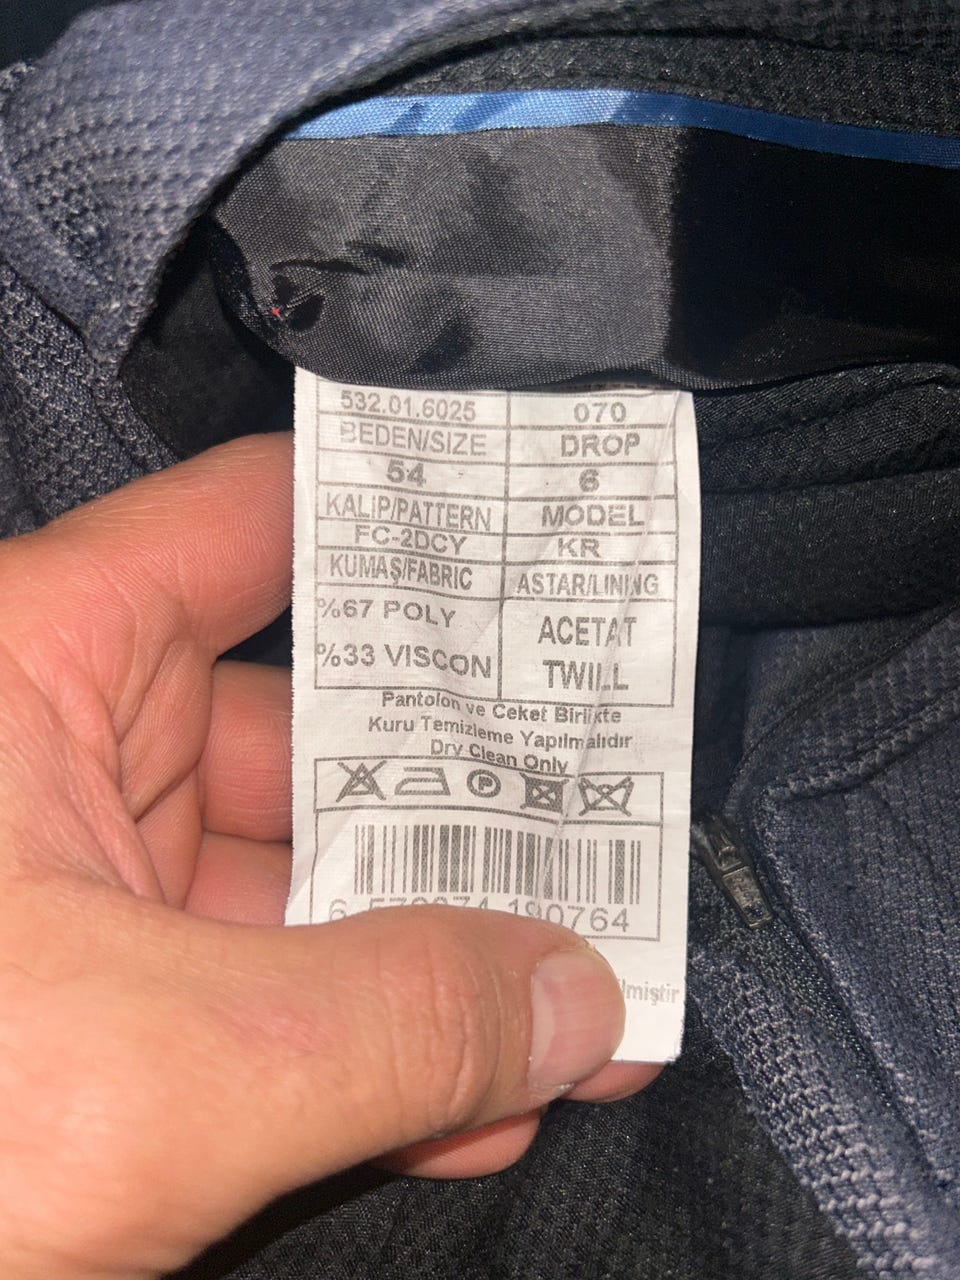 532.01.6025 070
BEDEN/SIZE DROP
54 6
KALIP/PATTERN MODEL
FC-2DCY KR
KUMAŞ/FABRIC ASTAR/LINING
%67 POLY ACETAT
%33 VISCON TWILL
Pantolon ve Ceket Birlikte
Kuru Temizleme Yapılmalıdır
Dry Clean Only
P
190764